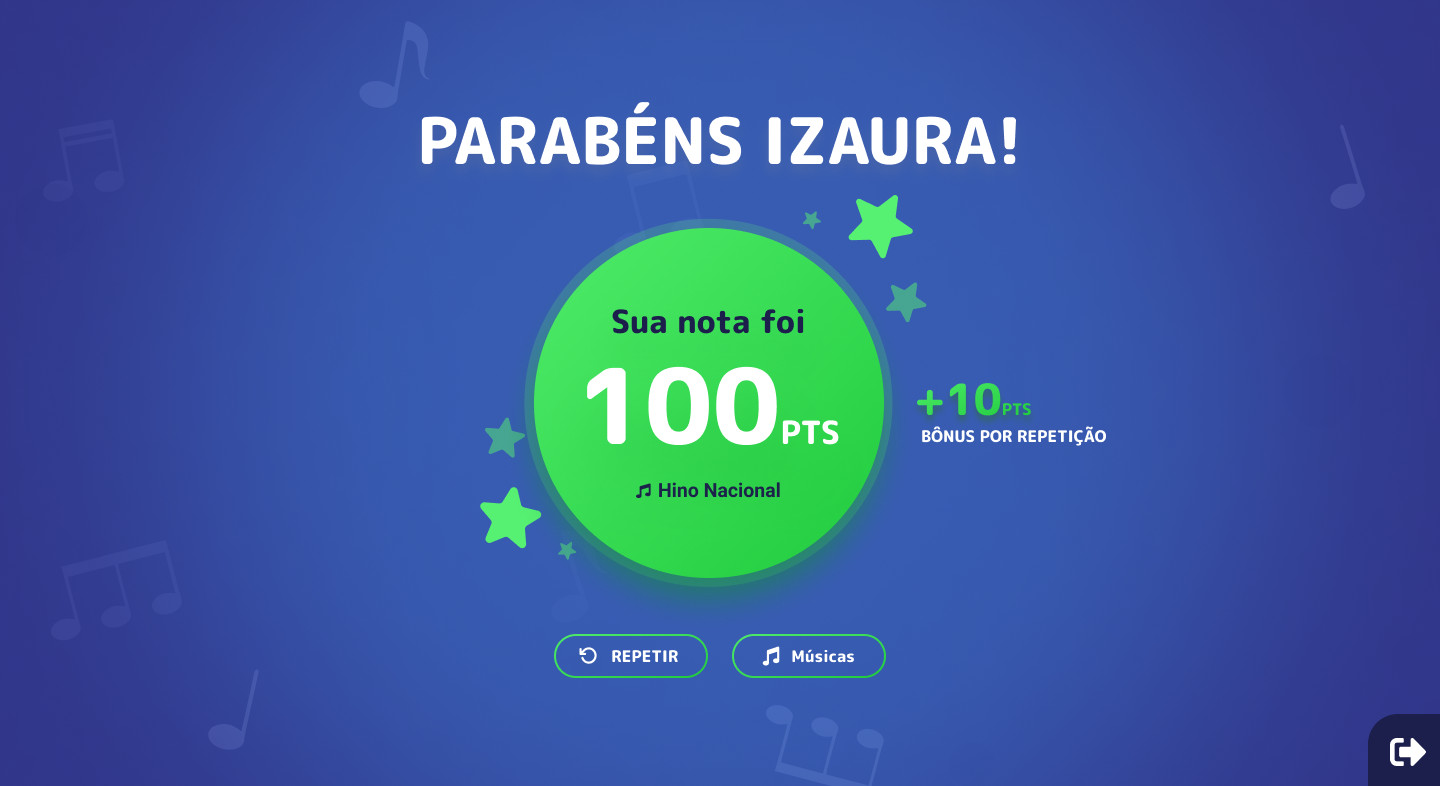 PARABÉNS IZAURA!
Sua nota foi
100PTS
Hino Nacional
+10PTS
BÔNUS POR REPETIÇÃO
REPETIR
Músicas